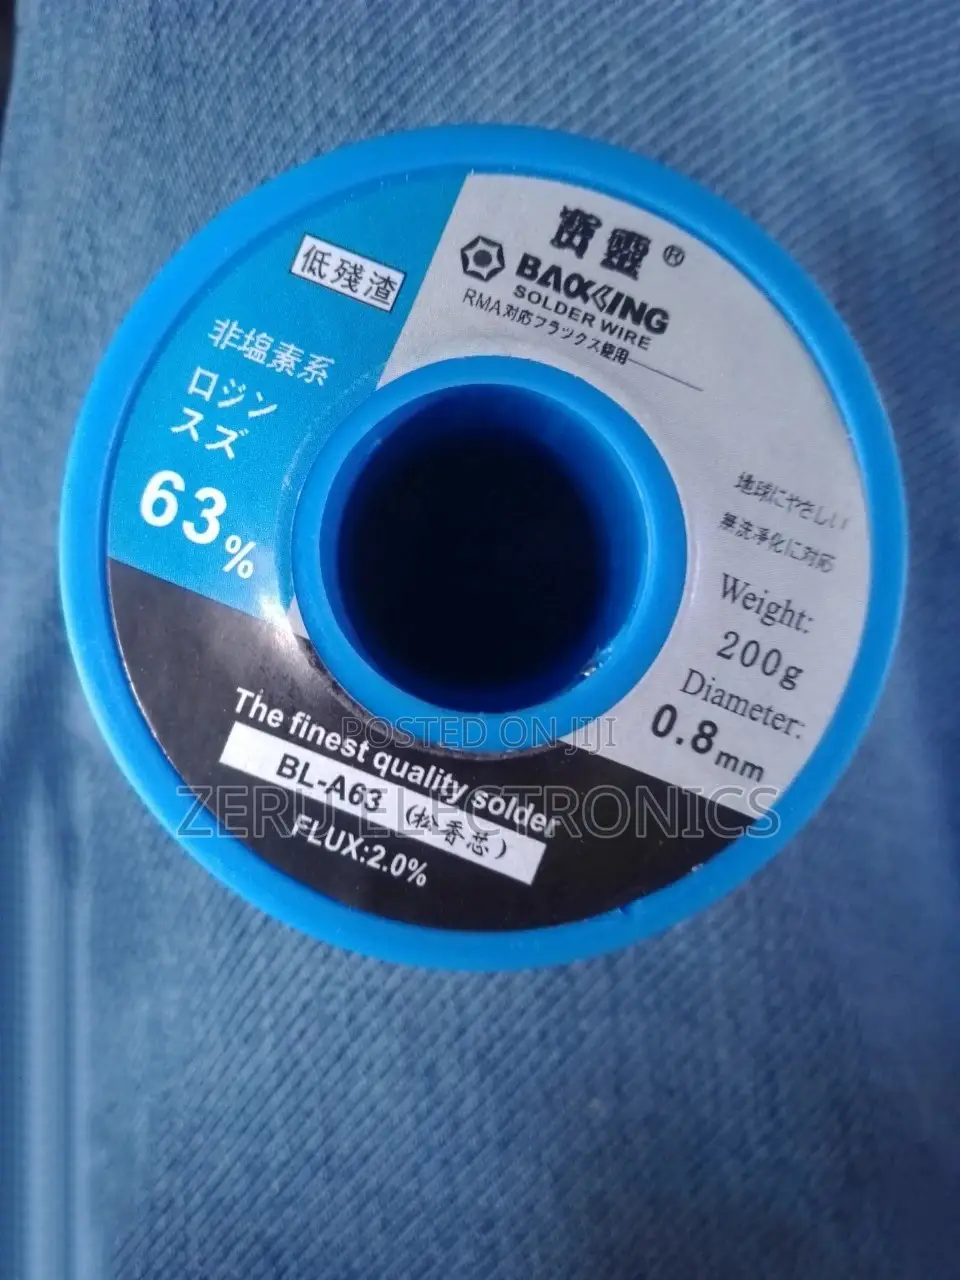 寶靈®
BAOKING
SOLDER WIRE
RMA対応フラックス使用
低残渣
非塩素系
ロジン
スズ
63%
地球にやさしい
無洗浄化に対応
Weight:
200g
Diameter:
0.8mm
The finest quality solder
BL-A63 (松香芯)
FLUX:2.0%
POSTED ON JIJI
ZERU ELECTRONICS